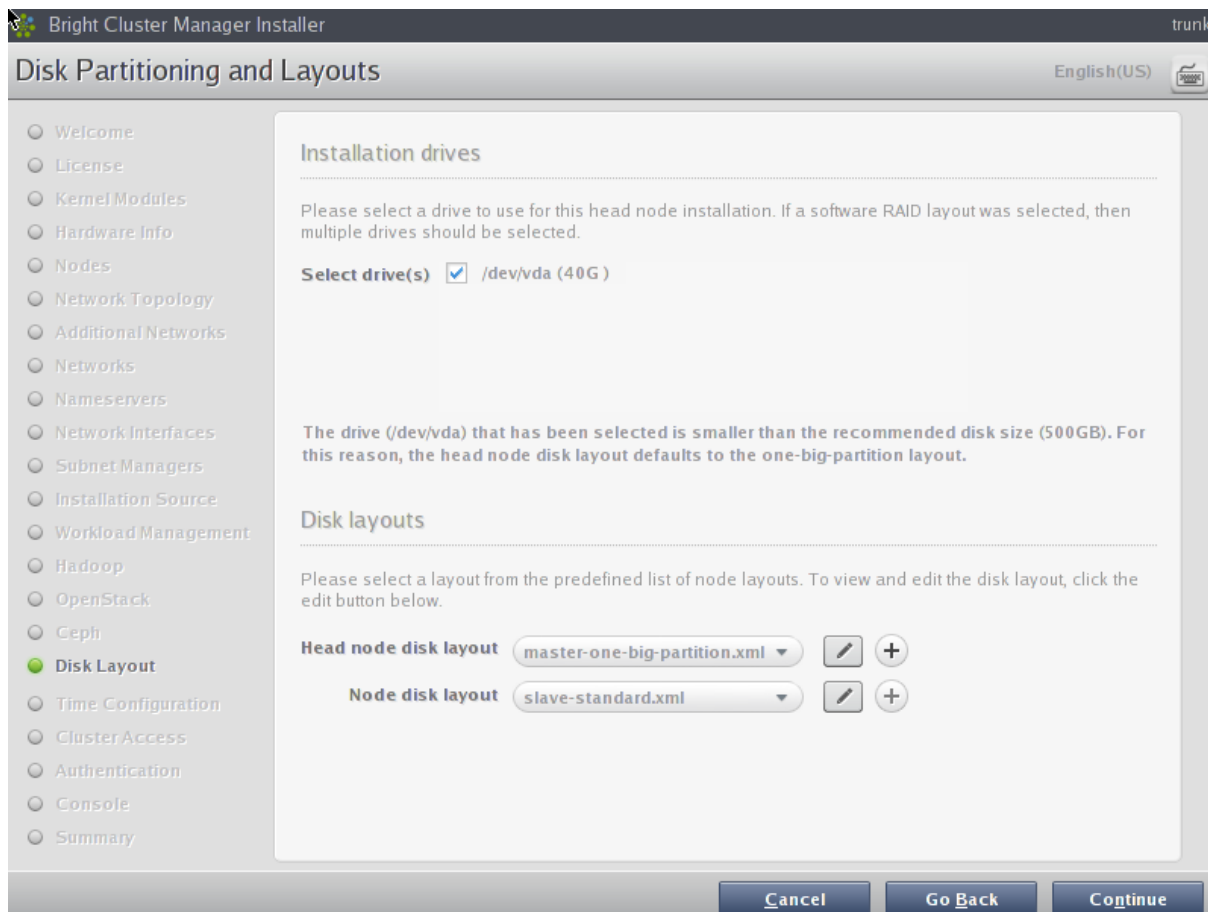 Bright Cluster Manager Installer
trunk
Disk Partitioning and Layouts
English(US)
Welcome
License
Kernel Modules
Hardware Info
Nodes
Network Topology
Additional Networks
Networks
Nameservers
Network Interfaces
Subnet Managers
Installation Source
Workload Management
Hadoop
OpenStack
Ceph
Disk Layout
Time Configuration
Cluster Access
Authentication
Console
Summary
Installation drives
Please select a drive to use for this head node installation. If a software RAID layout was selected, then
multiple drives should be selected.
Select drive(s) /dev/vda (40G )
The drive (/dev/vda) that has been selected is smaller than the recommended disk size (500GB). For
this reason, the head node disk layout defaults to the one-big-partition layout.
Disk layouts
Please select a layout from the predefined list of node layouts. To view and edit the disk layout, click the
edit button below.
Head node disk layout master-one-big-partition.xml
Node disk layout slave-standard.xml
Cancel Go Back Continue